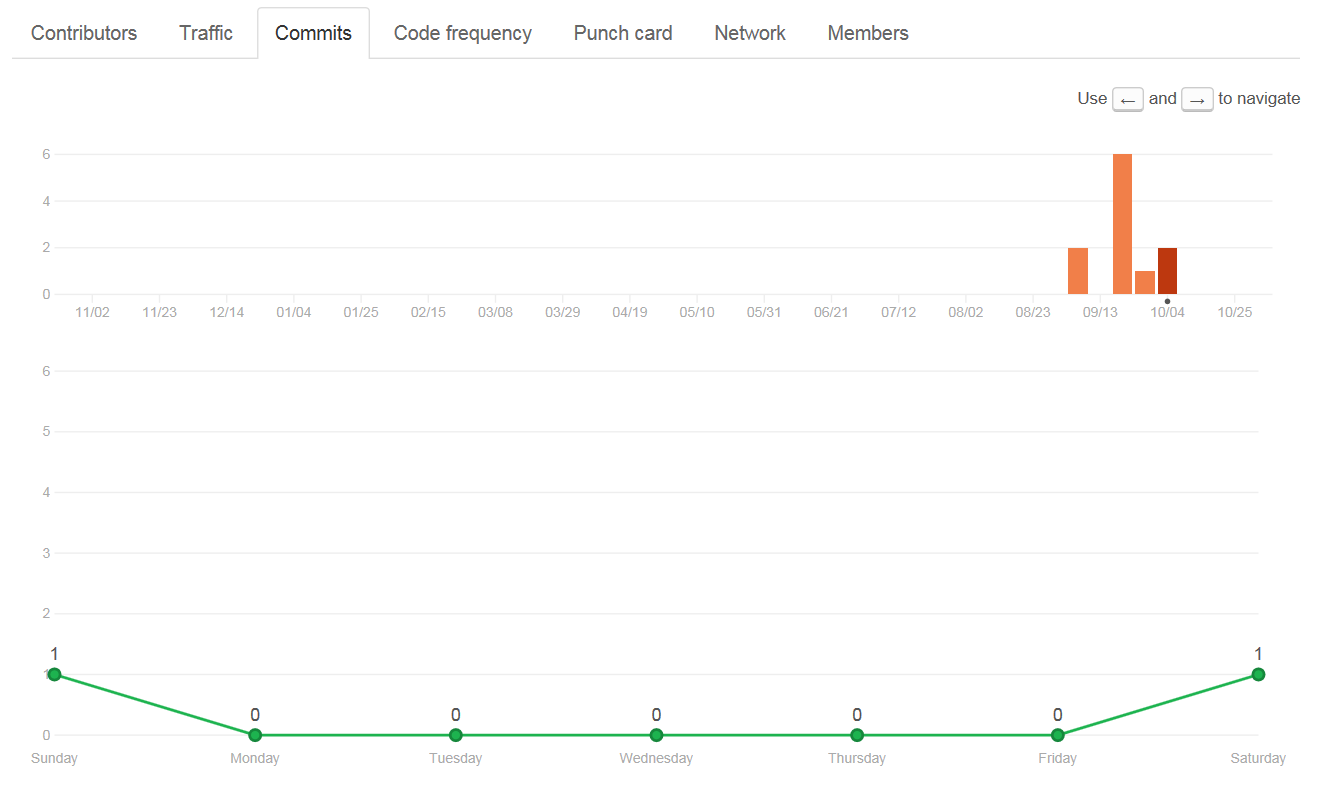 Contributors Traffic Commits Code frequency Punch card Network Members
Use ← and → to navigate
6
4
2
0
11/02 11/23 12/14 01/04 01/25 02/15 03/08 03/29 04/19 05/10 05/31 06/21 07/12 08/02 08/23 09/13 10/04 10/25
6
5
4
3
2
1 1
1
0 0 0 0 0
0
Sunday Monday Tuesday Wednesday Thursday Friday Saturday